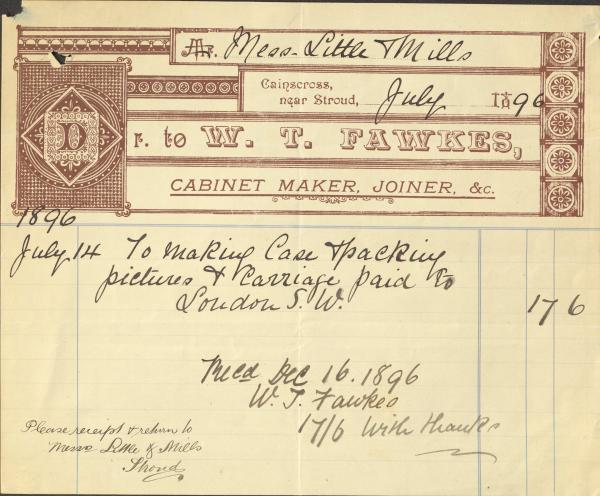 Mr. Mess. Little & Mills
Cainscross,
near Stroud, July 1896
Dr. to W. T. FAWKES,
CABINET MAKER, JOINER, &c.
1896
July 14 To making Case & packing
pictures & Carriage paid to
London S. W. 17 6
Recd Dec 16. 1896
W. T. Fawkes
17/6 With thanks
Please receipt & return to
Messrs Little & Mills
Stroud